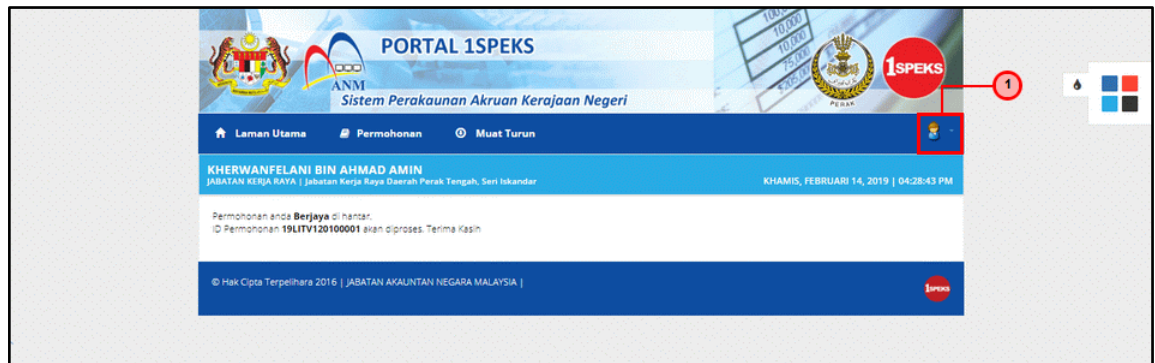 PORTAL 1SPEKS
ANM
Sistem Perakaunan Akruan Kerajaan Negeri
PERAK
1SPEKS
1
Laman Utama Permohonan Muat Turun
KHERWANFELANI BIN AHMAD AMIN
JABATAN KERJA RAYA | Jabatan Kerja Raya Daerah Perak Tengah, Seri Iskandar
KHAMIS, FEBRUARI 14, 2019 | 04:28:43 PM
Permohonan anda Berjaya di hantar.
ID Permohonan 19LITV120100001 akan diproses. Terima Kasih
© Hak Cipta Terpelihara 2016 | JABATAN AKAUNTAN NEGARA MALAYSIA |
1SPEKS